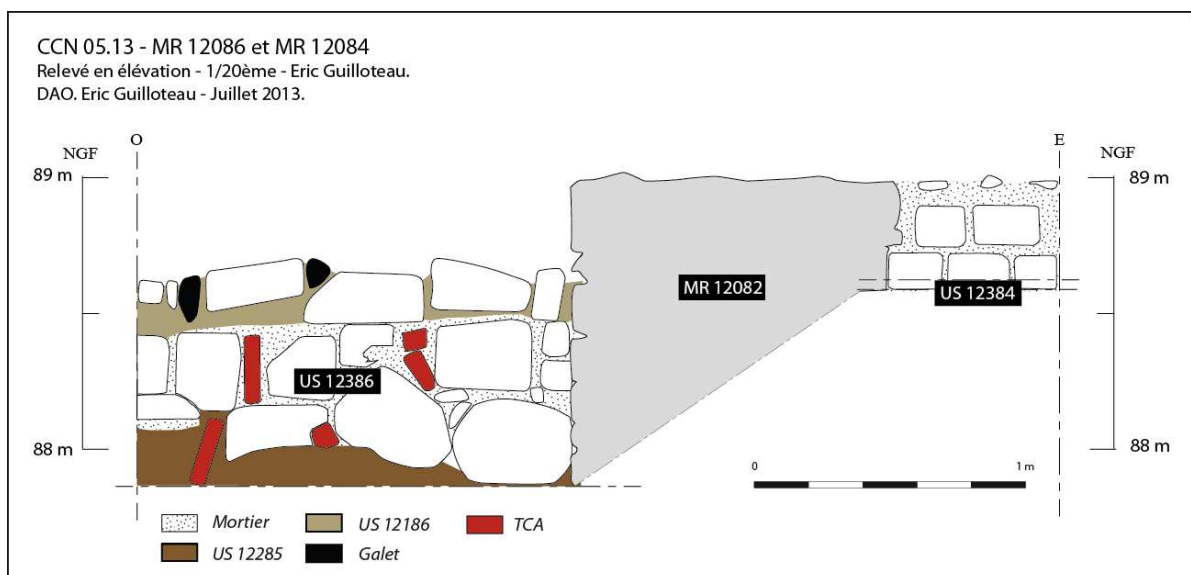 CCN 05.13 - MR 12086 et MR 12084
Relevé en élévation - 1/20ème - Eric Guilloteau.
DAO. Eric Guilloteau - Juillet 2013.
O
E
NGF
NGF
89 m
89 m
MR 12082
US 12384
US 12386
88 m
88 m
0
1 m
Mortier
US 12186
TCA
US 12285
Galet